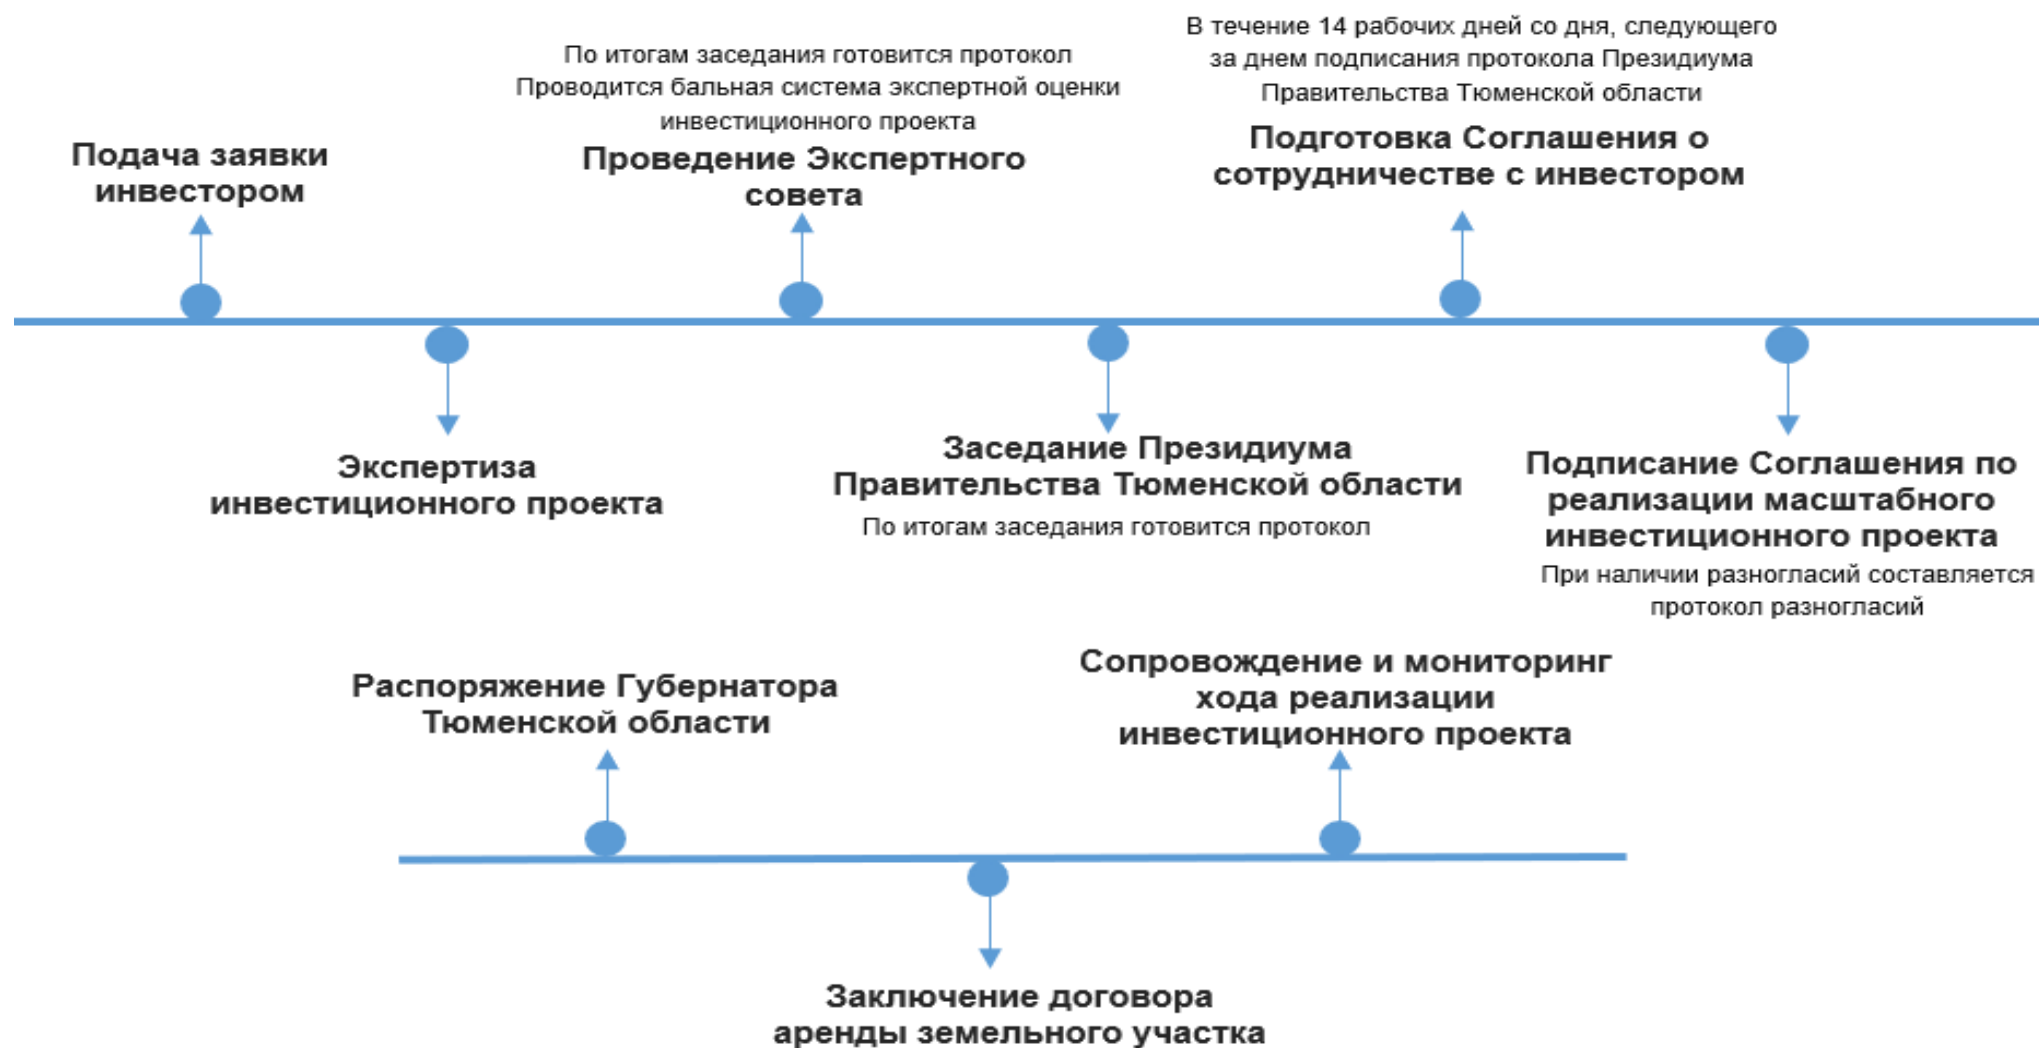 Подача заявки
инвестором
По итогам заседания готовится протокол
Проводится бальная система экспертной оценки
инвестиционного проекта
Проведение Экспертного
совета
В течение 14 рабочих дней со дня, следующего
за днем подписания протокола Президиума
Правительства Тюменской области
Подготовка Соглашения о
сотрудничестве с инвестором
Экспертиза
инвестиционного проекта
Заседание Президиума
Правительства Тюменской области
По итогам заседания готовится протокол
Подписание Соглашения по
реализации масштабного
инвестиционного проекта
При наличии разногласий составляется
протокол разногласий
Распоряжение Губернатора
Тюменской области
Сопровождение и мониторинг
хода реализации
инвестиционного проекта
Заключение договора
аренды земельного участка